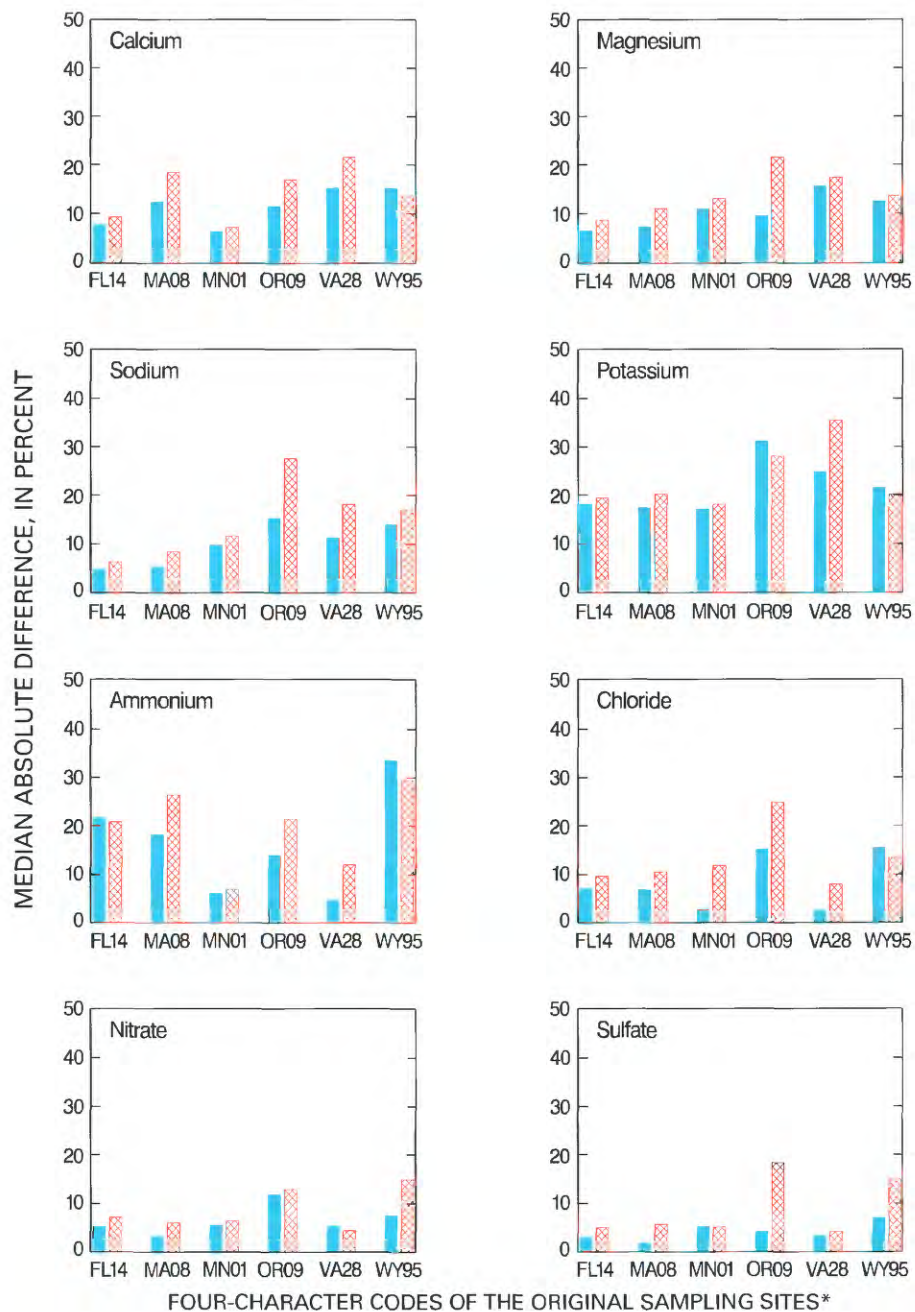 Calcium
50
40
30
20
10
0
FL14 MA08 MN01 OR09 VA28 WY95
Magnesium
50
40
30
20
10
0
FL14 MA08 MN01 OR09 VA28 WY95
MEDIAN ABSOLUTE DIFFERENCE, IN PERCENT
Sodium
50
40
30
20
10
0
FL14 MA08 MN01 OR09 VA28 WY95
Potassium
50
40
30
20
10
0
FL14 MA08 MN01 OR09 VA28 WY95
Ammonium
50
40
30
20
10
0
FL14 MA08 MN01 OR09 VA28 WY95
Chloride
50
40
30
20
10
0
FL14 MA08 MN01 OR09 VA28 WY95
Nitrate
50
40
30
20
10
0
FL14 MA08 MN01 OR09 VA28 WY95
Sulfate
50
40
30
20
10
0
FL14 MA08 MN01 OR09 VA28 WY95
FOUR-CHARACTER CODES OF THE ORIGINAL SAMPLING SITES*